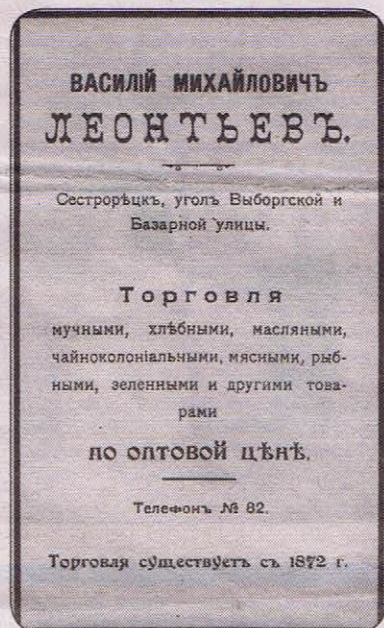 ВАСИЛІЙ МИХАЙЛОВИЧЪ
ЛЕОНТЬЕВЪ.
Сестрорѣцкъ, уголъ Выборгской и
Базарной улицы.
Торговля
мучными, хлѣбными, масляными,
чайноколоніальными, мясными, рыб-
ными, зеленными и другими това-
рами
по оптовой цѣнѣ.
Телефонъ № 82.
Торговля существуетъ съ 1872 г.